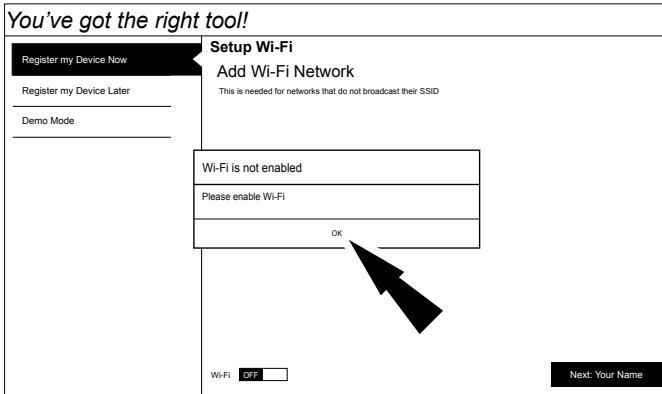 You've got the right tool!
Register my Device Now
Register my Device Later
Demo Mode
Setup Wi-Fi
Add Wi-Fi Network
This is needed for networks that do not broadcast their SSID
Wi-Fi is not enabled
Please enable Wi-Fi
OK
Wi-Fi OFF
Next: Your Name